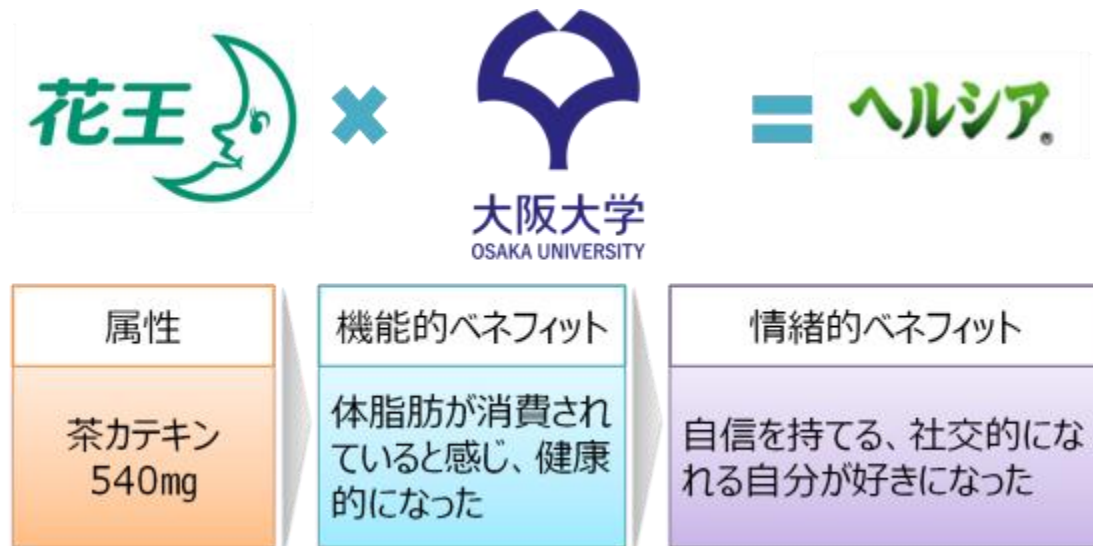 花王
×
大阪大学
OSAKA UNIVERSITY
=
ヘルシア®
属性
茶カテキン
540mg
機能的ベネフィット
体脂肪が消費され
ていると感じ、健康
的になった
情緒的ベネフィット
自信を持てる、社交的にな
れる自分が好きになった